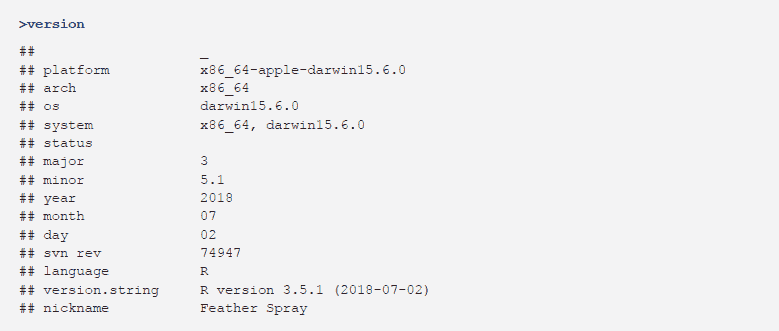 >version
## _
## platform x86_64-apple-darwin15.6.0
## arch x86_64
## os darwin15.6.0
## system x86_64, darwin15.6.0
## status
## major 3
## minor 5.1
## year 2018
## month 07
## day 02
## svn rev 74947
## language R
## version.string R version 3.5.1 (2018-07-02)
## nickname Feather Spray